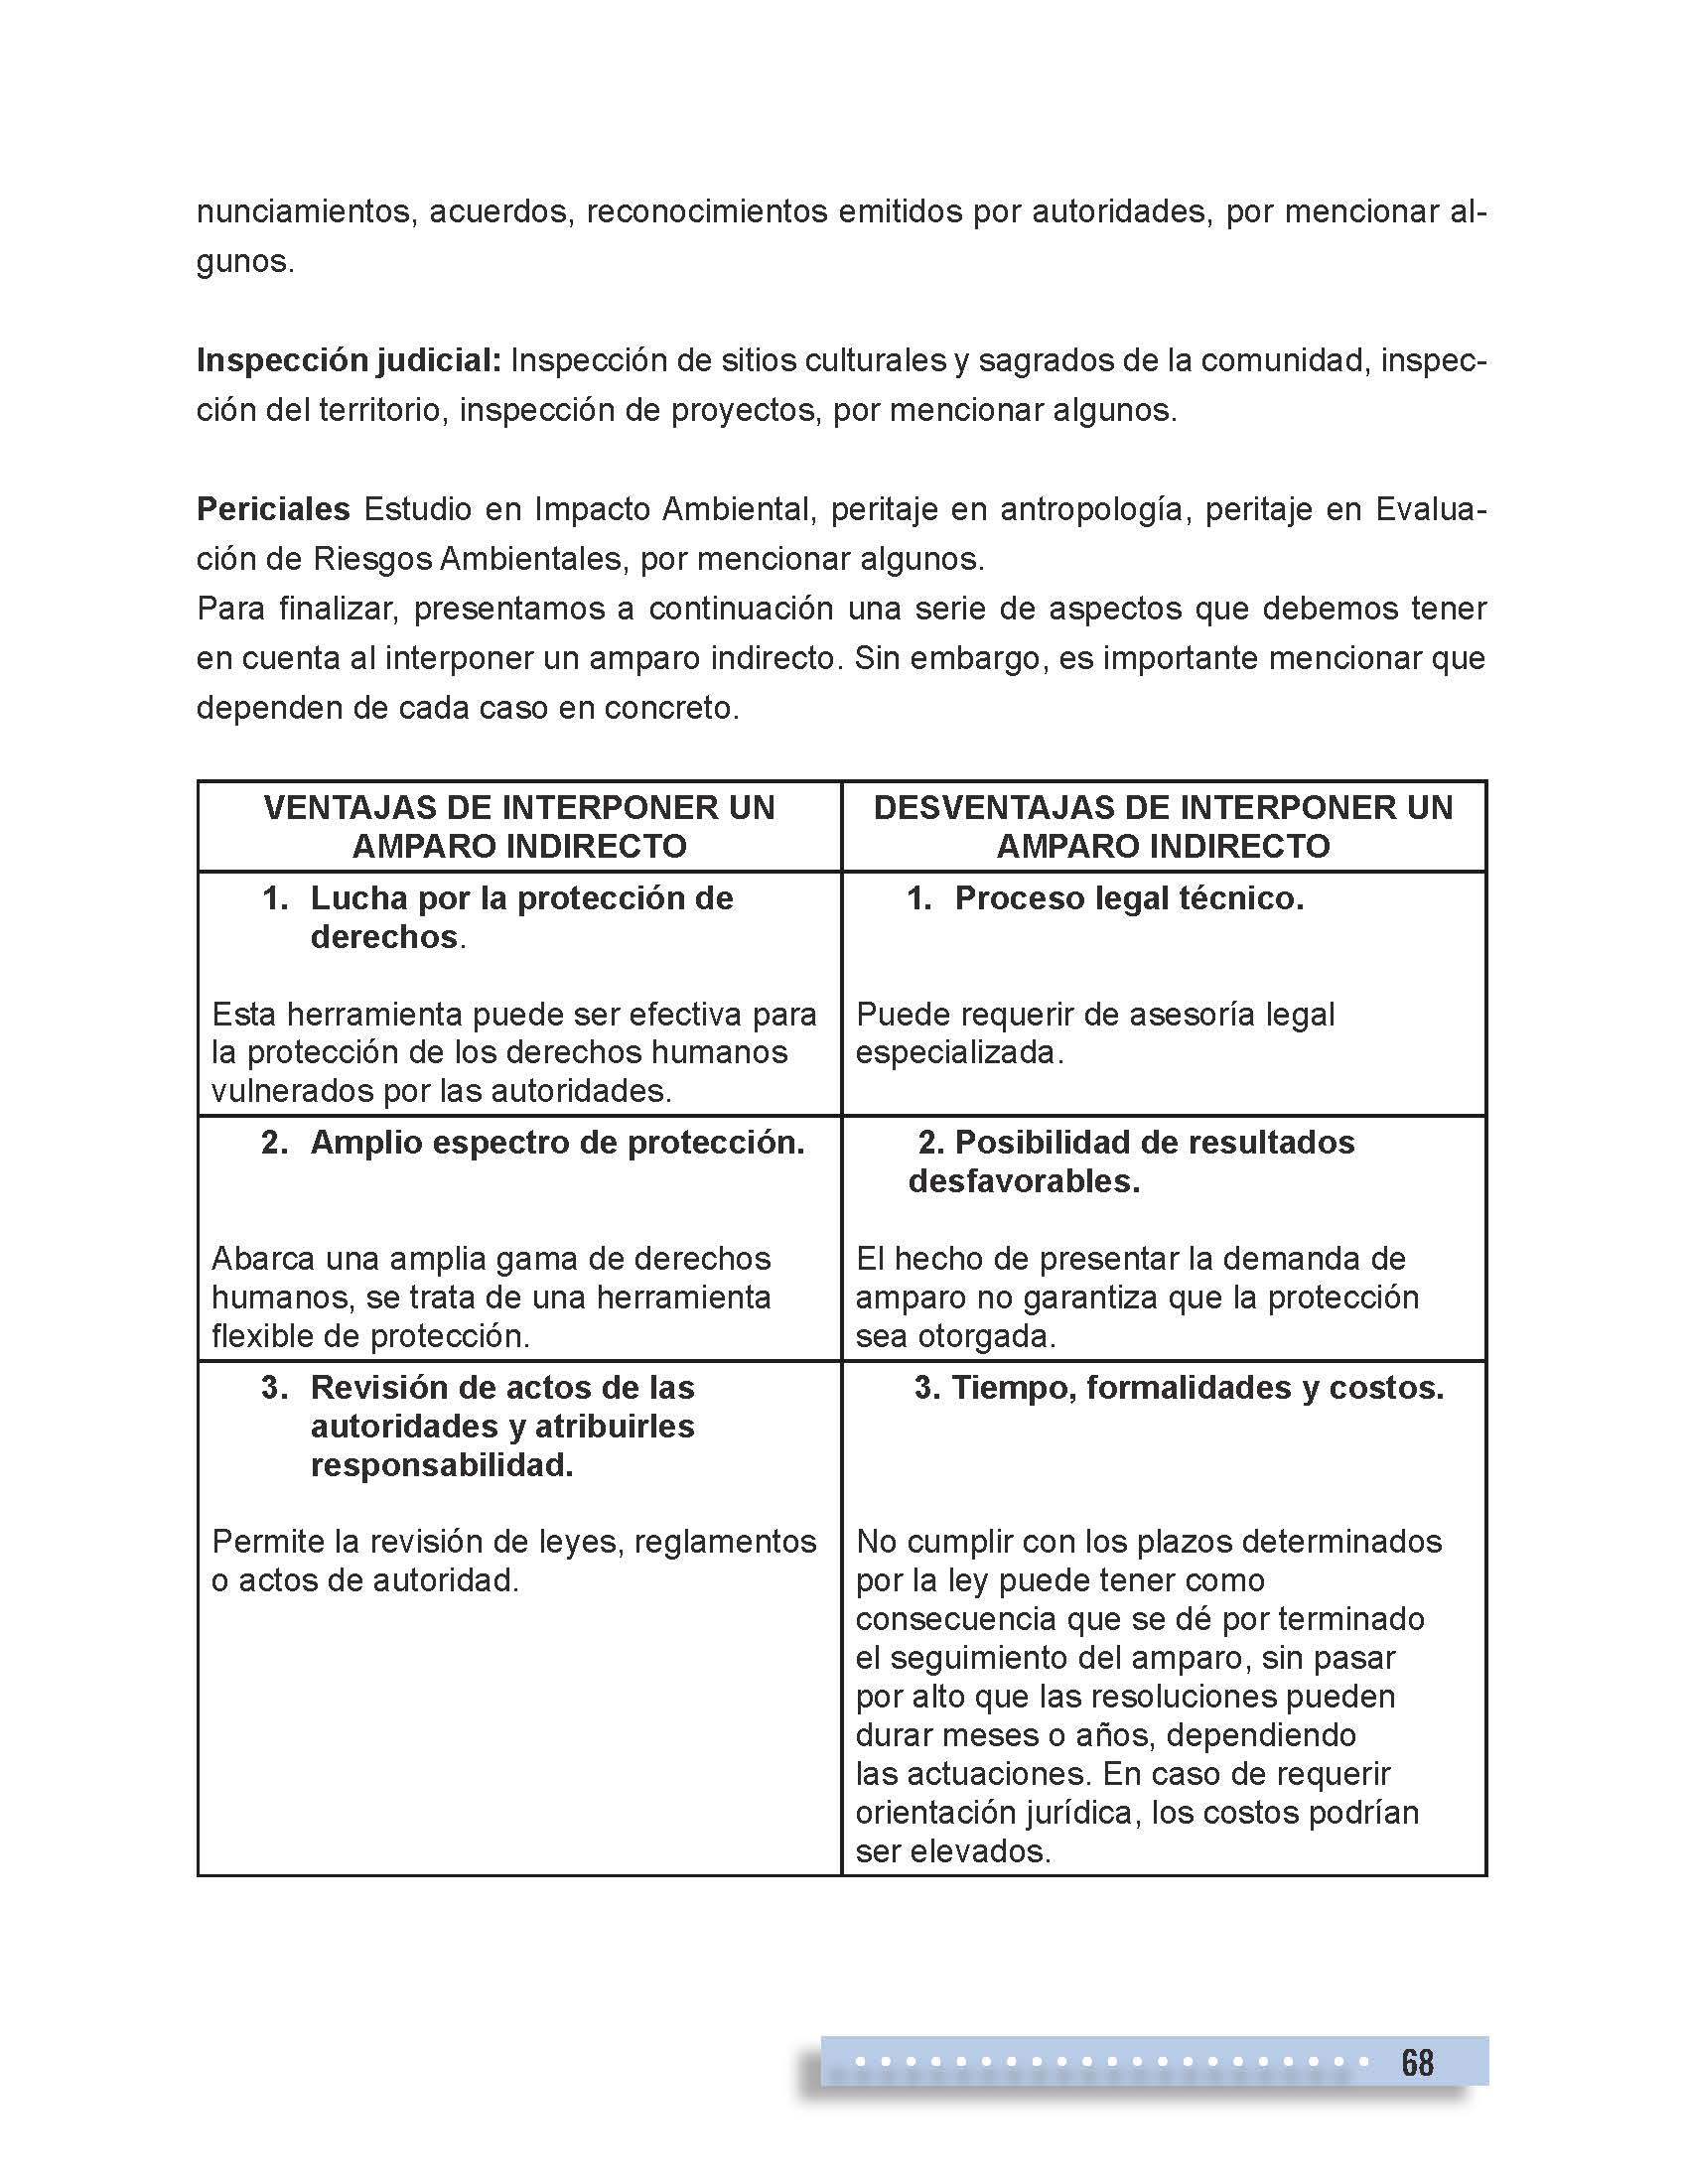 nunciamientos, acuerdos, reconocimientos emitidos por autoridades, por mencionar al-
gunos.
Inspección judicial: Inspección de sitios culturales y sagrados de la comunidad, inspec-
ción del territorio, inspección de proyectos, por mencionar algunos.
Periciales Estudio en Impacto Ambiental, peritaje en antropología, peritaje en Evalua-
ción de Riesgos Ambientales, por mencionar algunos.
Para finalizar, presentamos a continuación una serie de aspectos que debemos tener
en cuenta al interponer un amparo indirecto. Sin embargo, es importante mencionar que
dependen de cada caso en concreto.
VENTAJAS DE INTERPONER UN
AMPARO INDIRECTO
DESVENTAJAS DE INTERPONER UN
AMPARO INDIRECTO
1. Lucha por la protección de
derechos.
Esta herramienta puede ser efectiva para
la protección de los derechos humanos
vulnerados por las autoridades.
1. Proceso legal técnico.
Puede requerir de asesoría legal
especializada.
2. Amplio espectro de protección.
Abarca una amplia gama de derechos
humanos, se trata de una herramienta
flexible de protección.
2. Posibilidad de resultados
desfavorables.
El hecho de presentar la demanda de
amparo no garantiza que la protección
sea otorgada.
3. Revisión de actos de las
autoridades y atribuirles
responsabilidad.
Permite la revisión de leyes, reglamentos
o actos de autoridad.
3. Tiempo, formalidades y costos.
No cumplir con los plazos determinados
por la ley puede tener como
consecuencia que se dé por terminado
el seguimiento del amparo, sin pasar
por alto que las resoluciones pueden
durar meses o años, dependiendo
las actuaciones. En caso de requerir
orientación jurídica, los costos podrían
ser elevados.
68